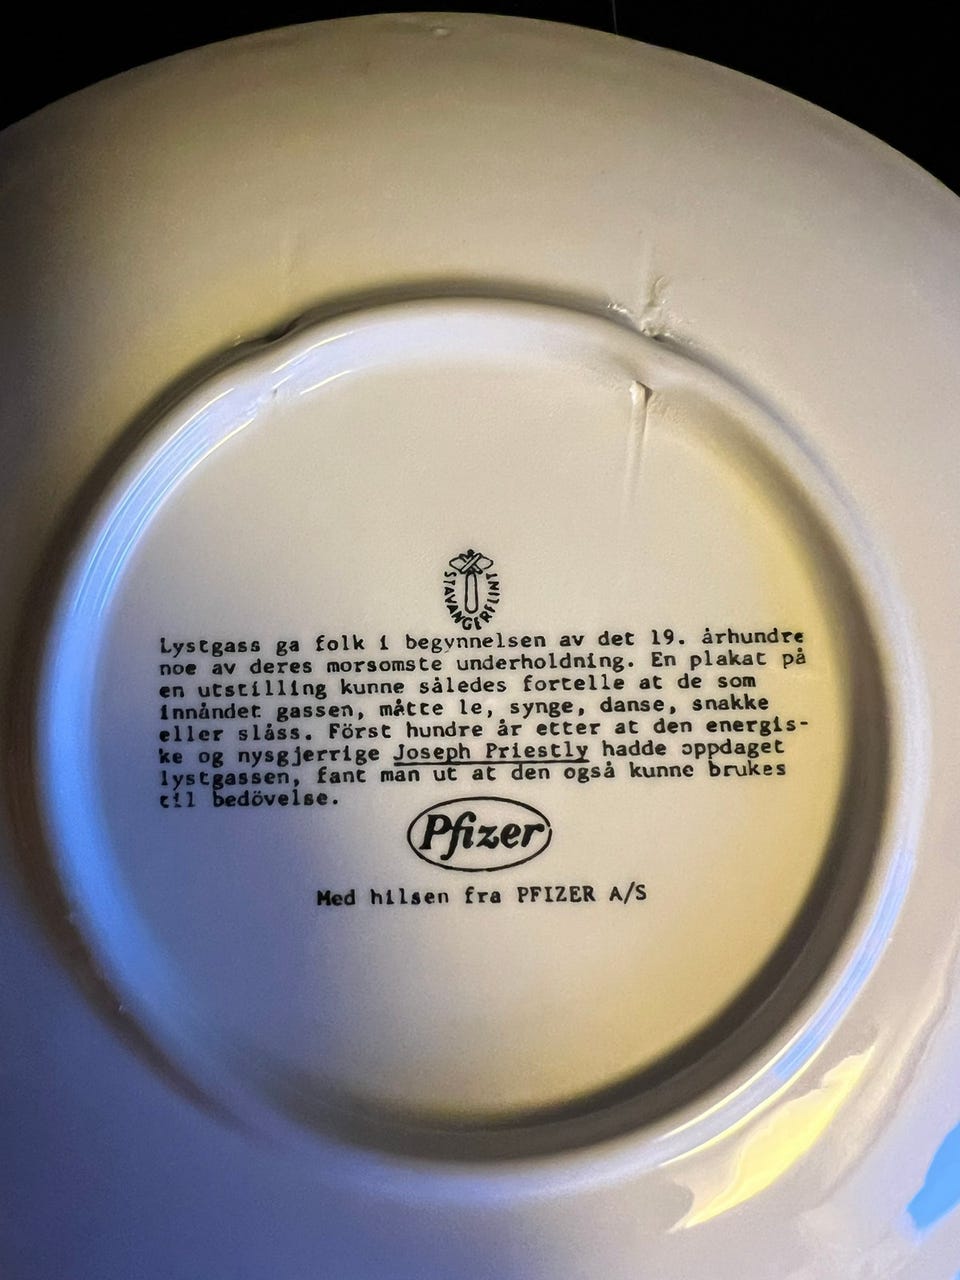 STAVANGERFLINT
Lystgass ga folk i begynnelsen av det 19. århundre
noe av deres morsomste underholdning. En plakat på
en utstilling kunne således fortelle at de som
innåndet gassen, måtte le, synge, danse, snakke
eller slåss. Först hundre år etter at den energis-
ke og nysgjerrige Joseph Priestly hadde oppdaget
lystgassen, fant man ut at den også kunne brukes
til bedövelse.
Pfizer
Med hilsen fra PFIZER A/S